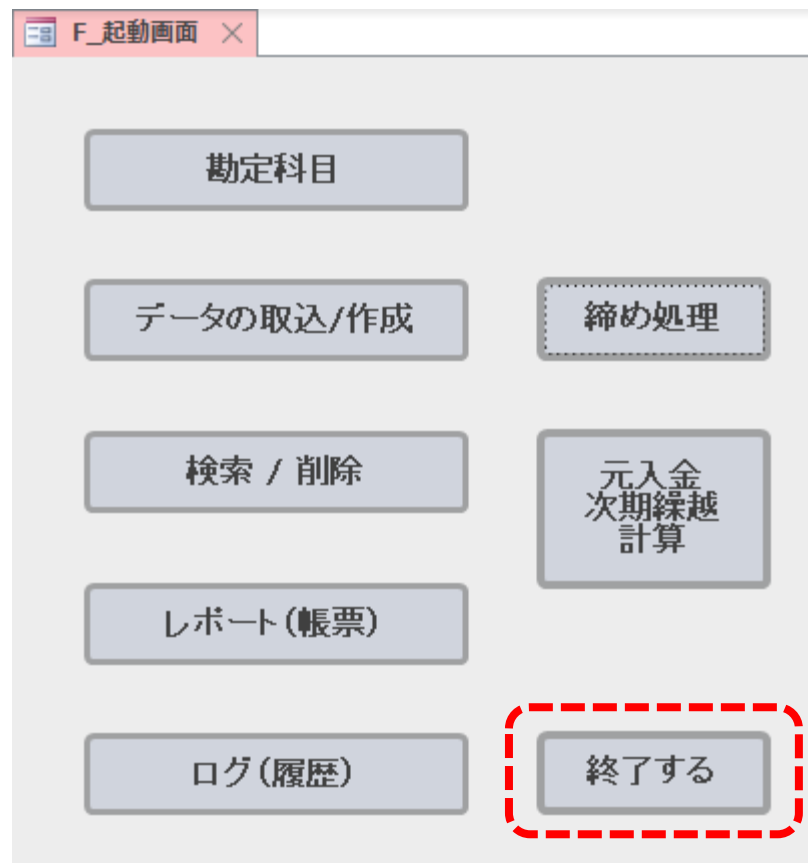 F_起動画面
勘定科目
データの取込/作成
締め処理
検索 / 削除
元入金
次期繰越
計算
レポート(帳票)
ログ(履歴)
終了する